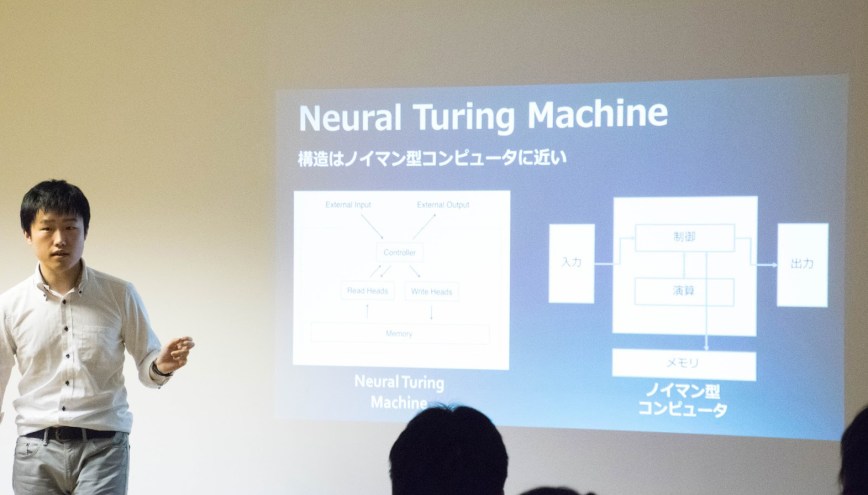 Neural Turing Machine
構造はノイマン型コンピュータに近い
External Input
External Output
Controller
Read Heads
Write Heads
Memory
Neural Turing
Machine
入力
制御
演算
出力
メモリ
ノイマン型
コンピュータ